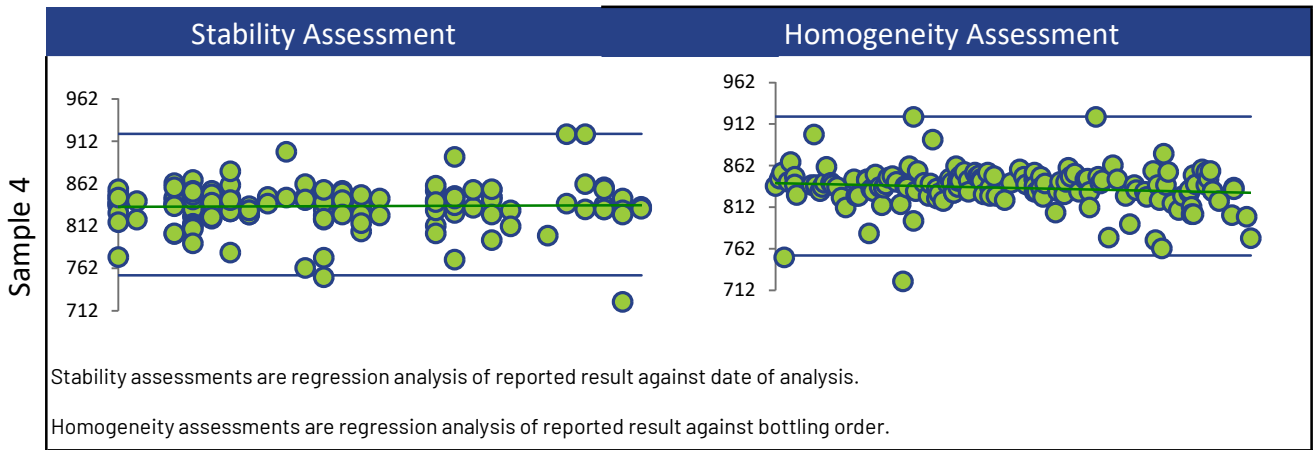 Stability Assessment
Homogeneity Assessment
Sample 4
962
912
862
812
762
712
962
912
862
812
762
712
Stability assessments are regression analysis of reported result against date of analysis.
Homogeneity assessments are regression analysis of reported result against bottling order.